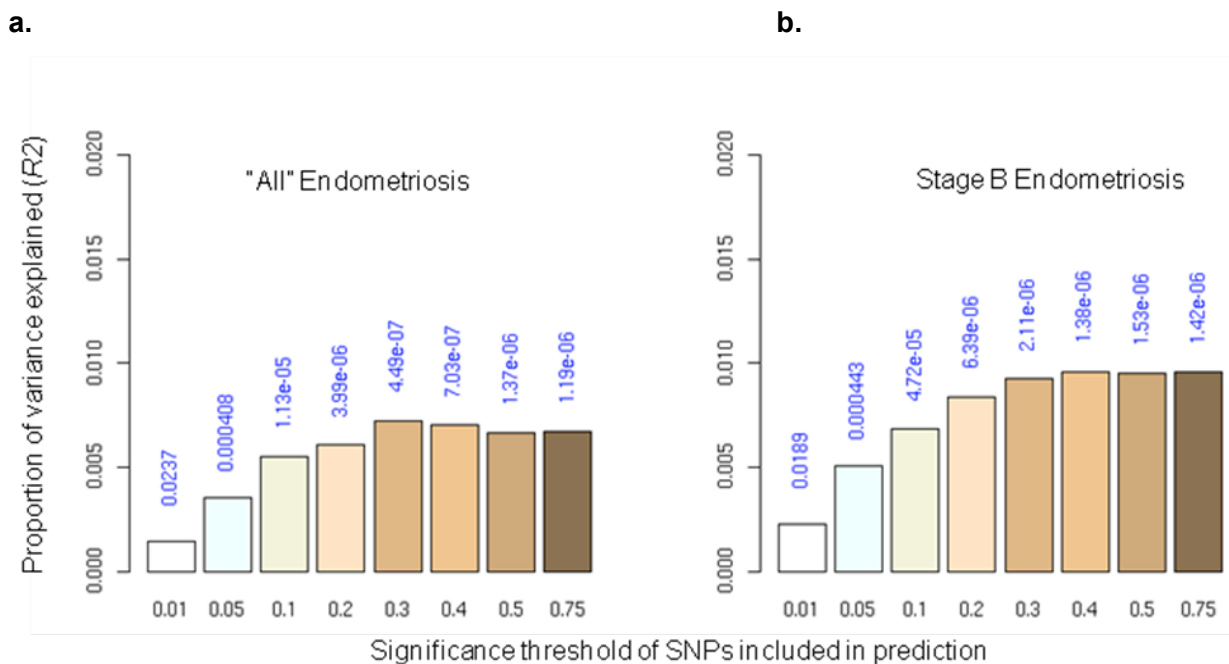 a.
b.
Proportion of variance explained (R2)
"All" Endometriosis
0.020
0.015
0.010
0.005
0.000
0.0237
0.000408
1.13e-05
3.99e-06
4.49e-07
7.03e-07
1.37e-06
1.19e-06
0.01 0.05 0.1 0.2 0.3 0.4 0.5 0.75
Stage B Endometriosis
0.020
0.015
0.010
0.005
0.000
0.0189
0.000443
4.72e-05
6.39e-06
2.11e-06
1.38e-06
1.53e-06
1.42e-06
0.01 0.05 0.1 0.2 0.3 0.4 0.5 0.75
Significance threshold of SNPs included in prediction